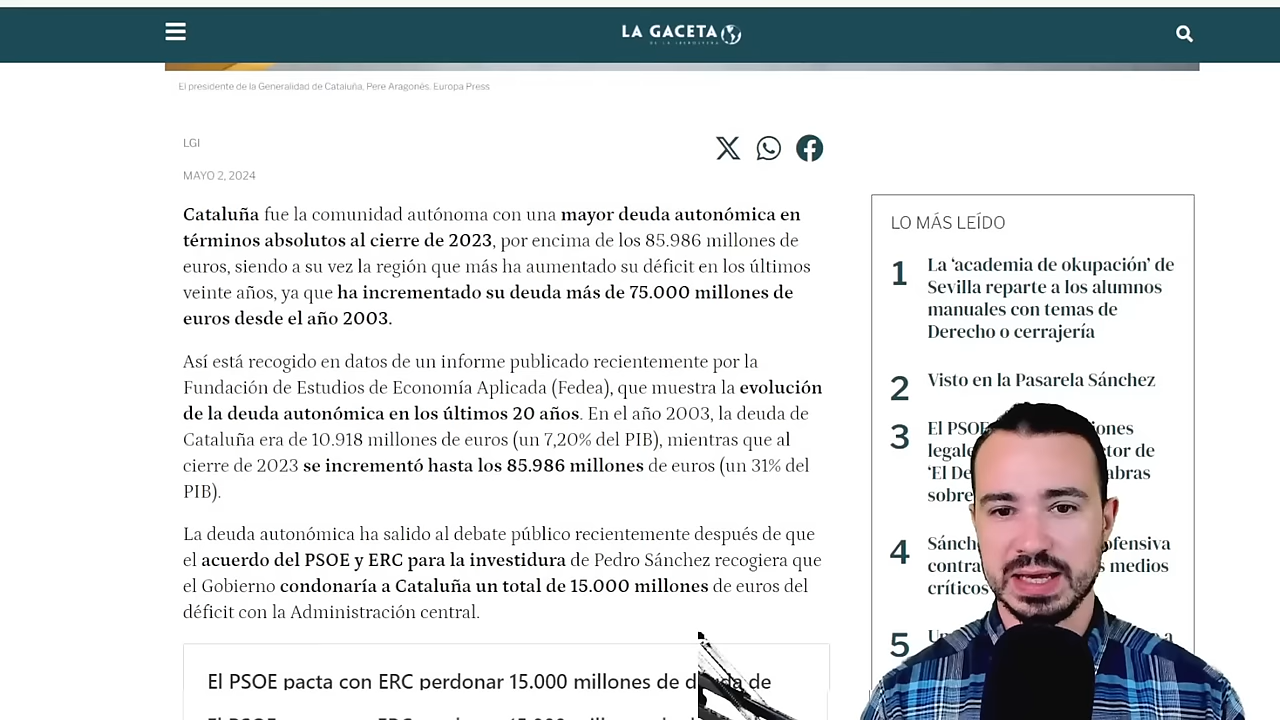 LA GACETA
DE LA IBEROSFERA
El presidente de la Generalidad de Cataluña, Pere Aragonés. Europa Press
LGI
MAYO 2, 2024
Cataluña fue la comunidad autónoma con una mayor deuda autonómica en
términos absolutos al cierre de 2023, por encima de los 85.986 millones de
euros, siendo a su vez la región que más ha aumentado su déficit en los últimos
veinte años, ya que ha incrementado su deuda más de 75.000 millones de
euros desde el año 2003.
Así está recogido en datos de un informe publicado recientemente por la
Fundación de Estudios de Economía Aplicada (Fedea), que muestra la evolución
de la deuda autonómica en los últimos 20 años. En el año 2003, la deuda de
Cataluña era de 10.918 millones de euros (un 7,20% del PIB), mientras que al
cierre de 2023 se incrementó hasta los 85.986 millones de euros (un 31% del
PIB).
La deuda autonómica ha salido al debate público recientemente después de que
el acuerdo del PSOE y ERC para la investidura de Pedro Sánchez recogiera que
el Gobierno condonaría a Cataluña un total de 15.000 millones de euros del
déficit con la Administración central.
El PSOE pacta con ERC perdonar 15.000 millones de deuda de
LO MÁS LEÍDO
1 La ‘academia de okupación’ de
Sevilla reparte a los alumnos
manuales con temas de
Derecho o cerrajería
2 Visto en la Pasarela Sánchez
3 El PSOE
legale
‘El De
sobre
4 Sánch
contra medios
críticos
5